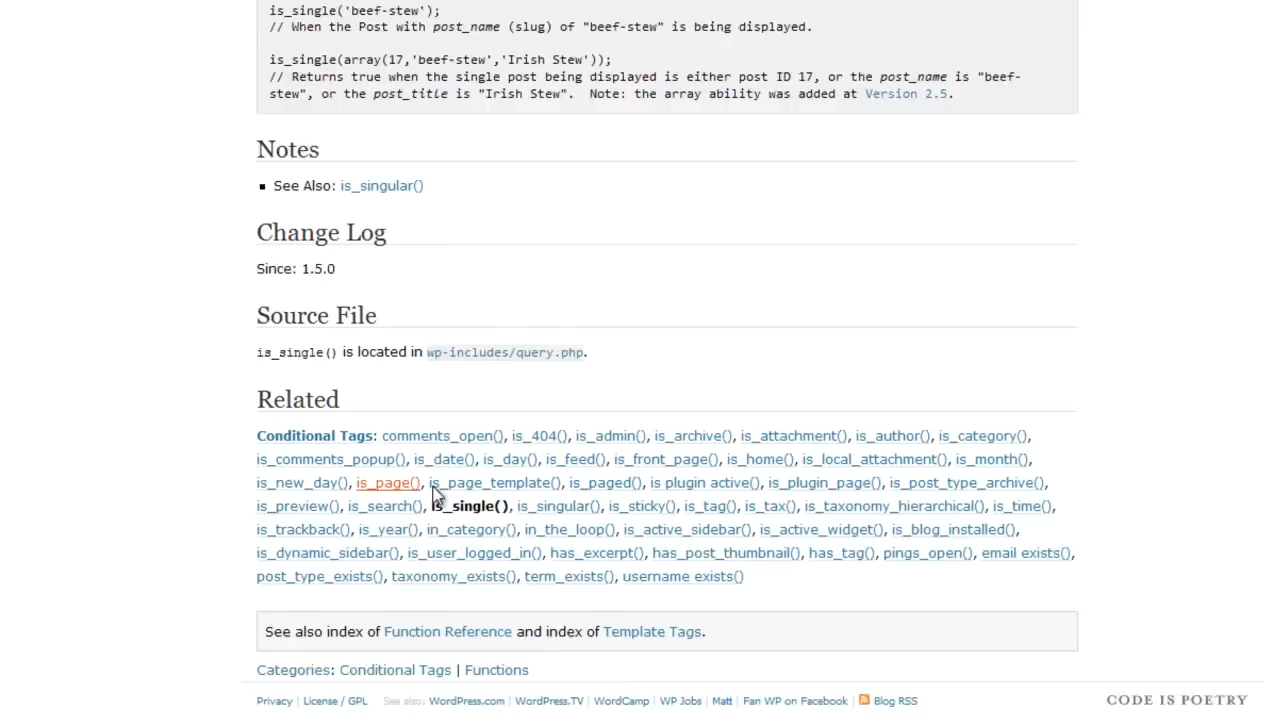 is_single('beef-stew');
// When the Post with post_name (slug) of "beef-stew" is being displayed.
is_single(array(17,'beef-stew','Irish Stew'));
// Returns true when the single post being displayed is either post ID 17, or the post_name is "beef-
stew", or the post_title is "Irish Stew".  Note: the array ability was added at Version 2.5.
Notes
▪ See Also: is_singular()
Change Log
Since: 1.5.0
Source File
is_single() is located in wp-includes/query.php.
Related
Conditional Tags: comments_open(), is_404(), is_admin(), is_archive(), is_attachment(), is_author(), is_category(),
is_comments_popup(), is_date(), is_day(), is_feed(), is_front_page(), is_home(), is_local_attachment(), is_month(),
is_new_day(), is_page(), is_page_template(), is_paged(), is plugin active(), is_plugin_page(), is_post_type_archive(),
is_preview(), is_search(), is_single(), is_singular(), is_sticky(), is_tag(), is_tax(), is_taxonomy_hierarchical(), is_time(),
is_trackback(), is_year(), in_category(), in_the_loop(), is_active_sidebar(), is_active_widget(), is_blog_installed(),
is_dynamic_sidebar(), is_user_logged_in(), has_excerpt(), has_post_thumbnail(), has_tag(), pings_open(), email exists(),
post_type_exists(), taxonomy_exists(), term_exists(), username exists()
See also index of Function Reference and index of Template Tags.
Categories: Conditional Tags | Functions
Privacy | License / GPL See also: WordPress.com | WordPress.TV | WordCamp | WP Jobs | Matt | Fan WP on Facebook | Blog RSS CODE IS POETRY